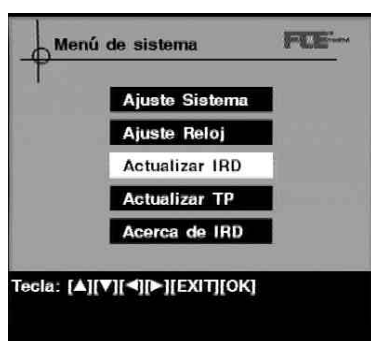 Menú de sistema
Ajuste Sistema
Ajuste Reloj
Actualizar IRD
Actualizar TP
Acerca de IRD
Tecla: [▲][▼][◄][►][EXIT][OK]